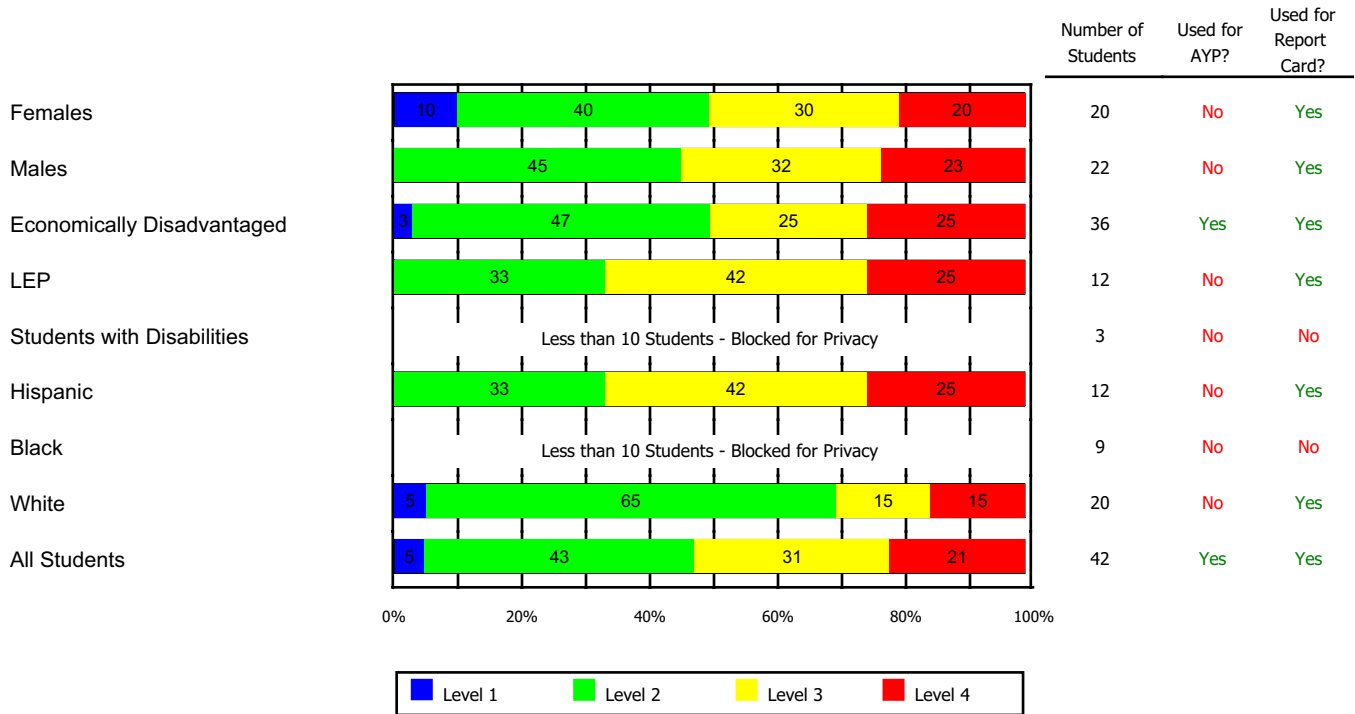 Number of Students
Used for AYP?
Used for Report Card?
Females 10 40 30 20 20 No Yes
Males 45 32 23 22 No Yes
Economically Disadvantaged 3 47 25 25 36 Yes Yes
LEP 33 42 25 12 No Yes
Students with Disabilities Less than 10 Students - Blocked for Privacy 3 No No
Hispanic 33 42 25 12 No Yes
Black Less than 10 Students - Blocked for Privacy 9 No No
White 5 65 15 15 20 No Yes
All Students 5 43 31 21 42 Yes Yes
0% 20% 40% 60% 80% 100%
Level 1 Level 2 Level 3 Level 4